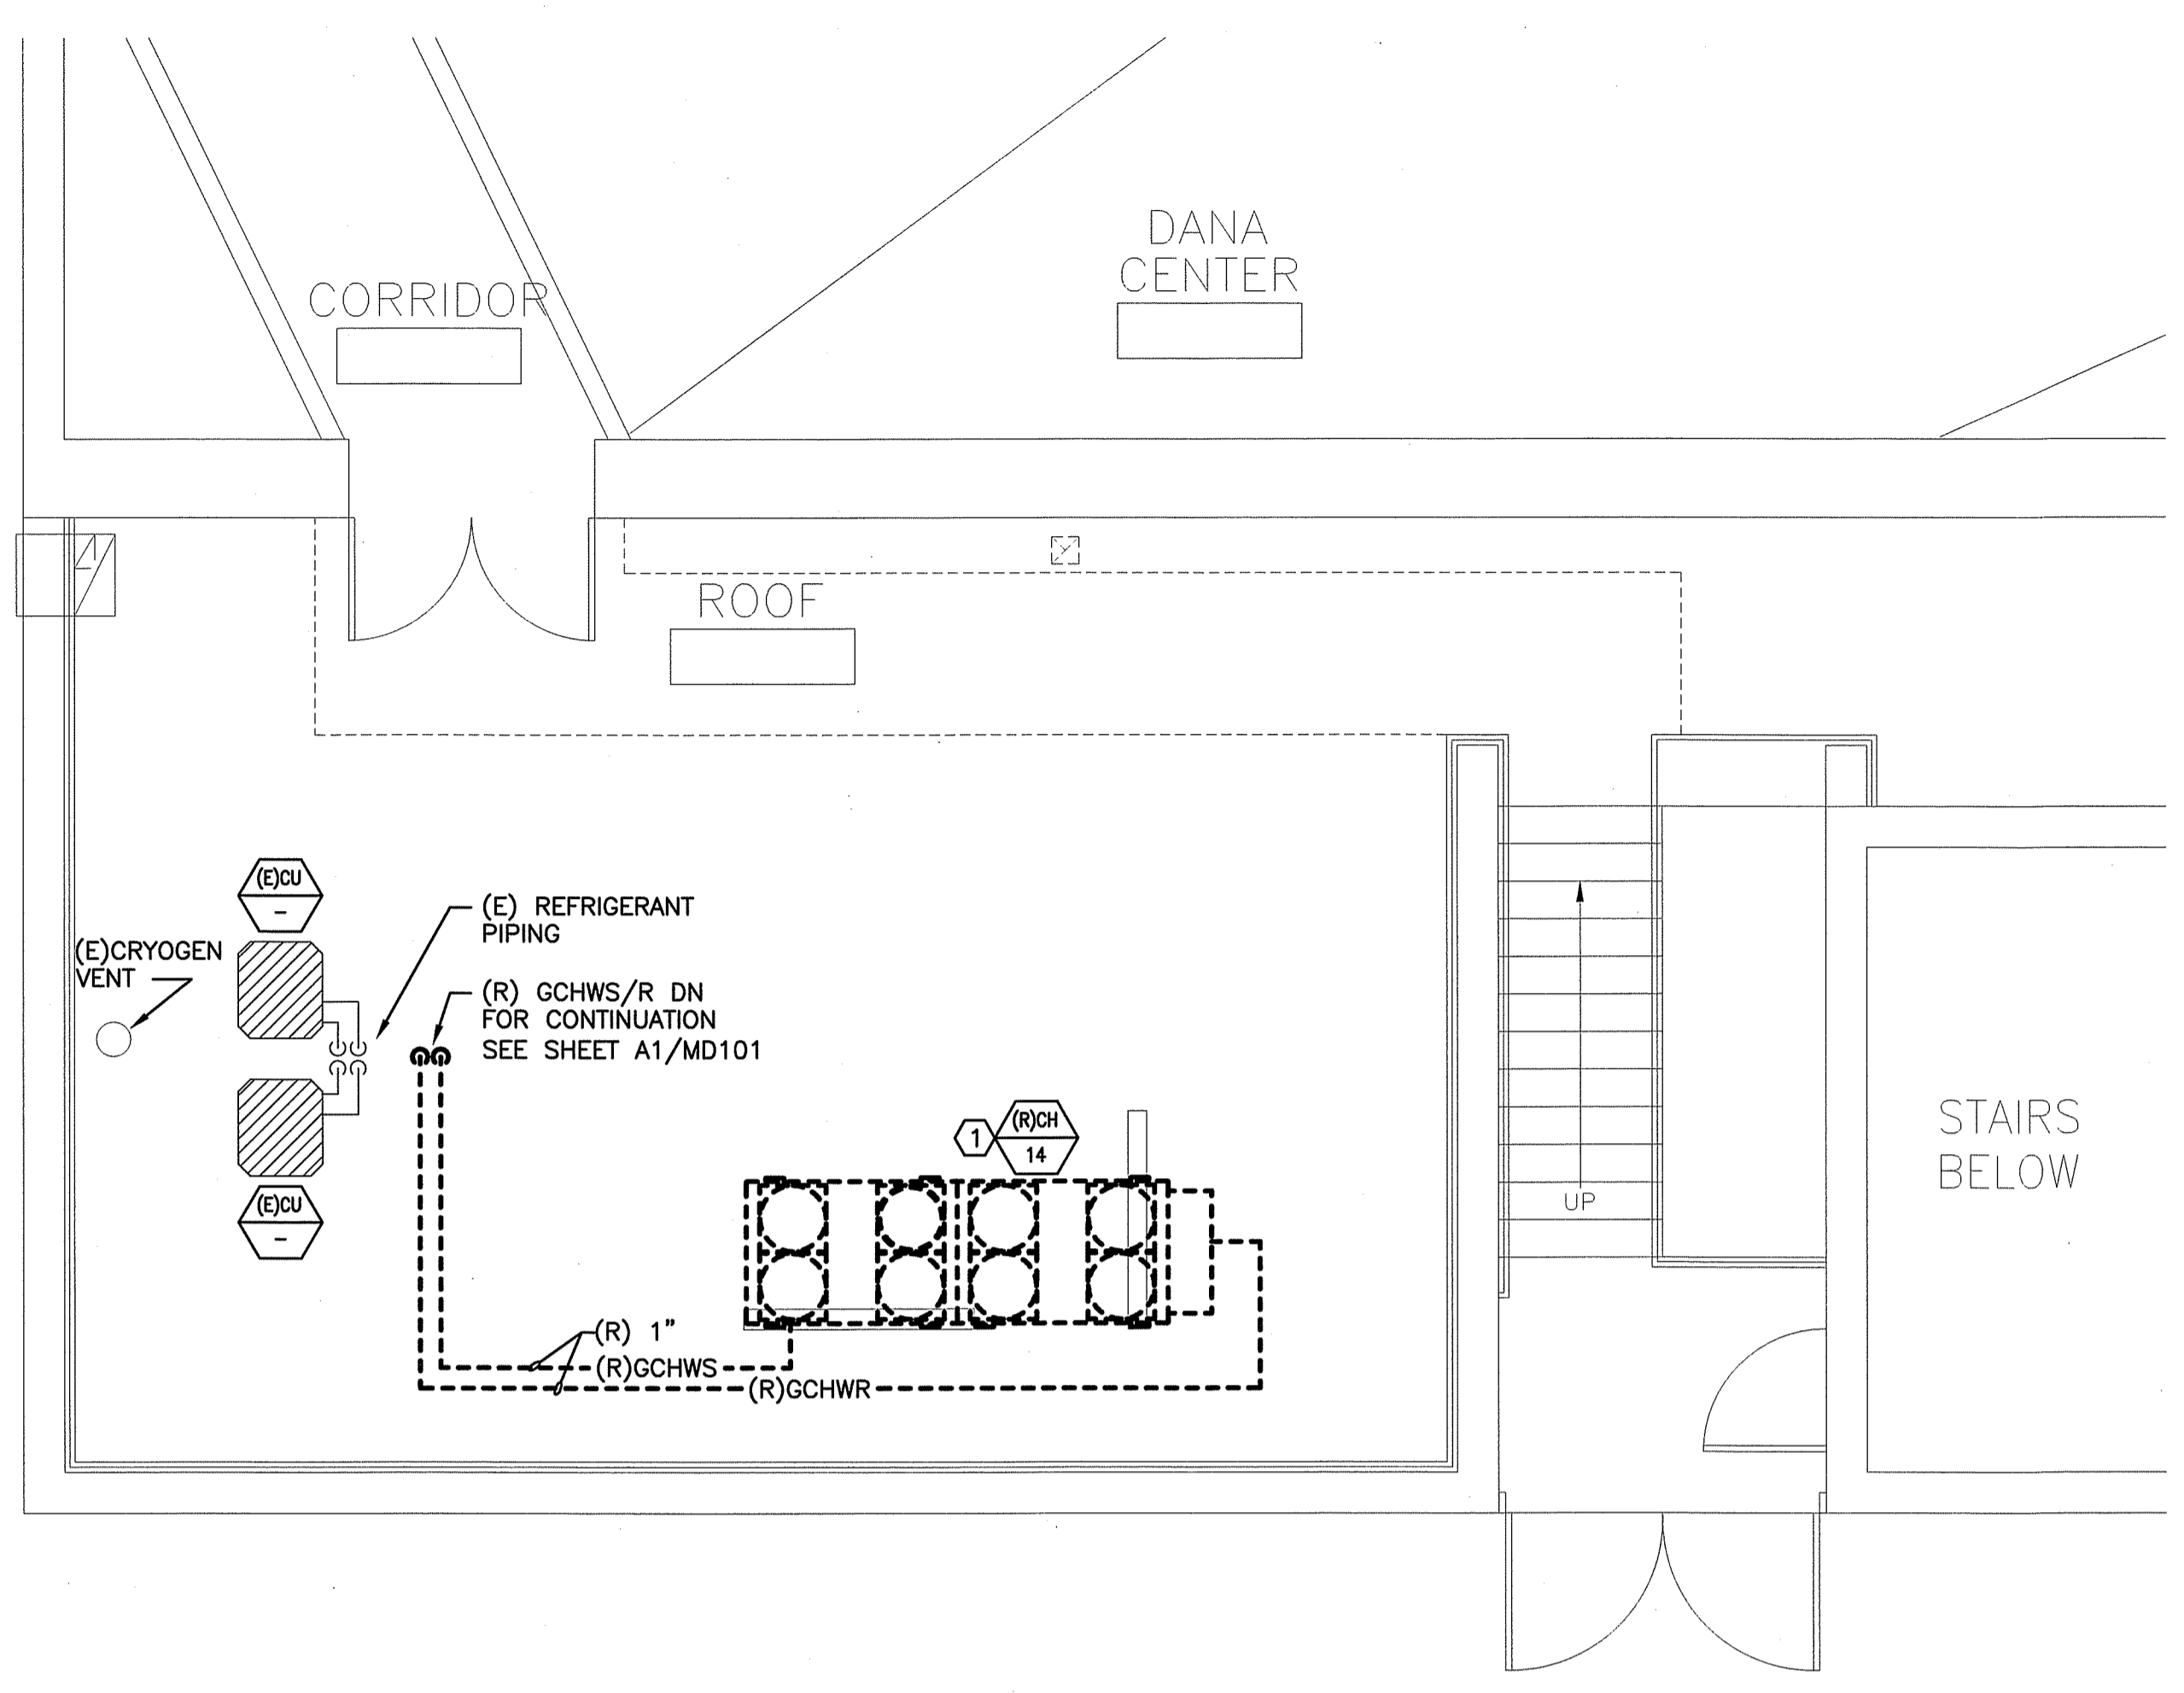 DANA
CENTER
CORRIDOR
ROOF
(E)CU
-
(E) REFRIGERANT
PIPING
(E)CRYOGEN
VENT
(R) GCHWS/R DN
FOR CONTINUATION
SEE SHEET A1/MD101
1
(R)CH
14
STAIRS
BELOW
UP
(E)CU
-
(R) 1"
(R)GCHWS
(R)GCHWR